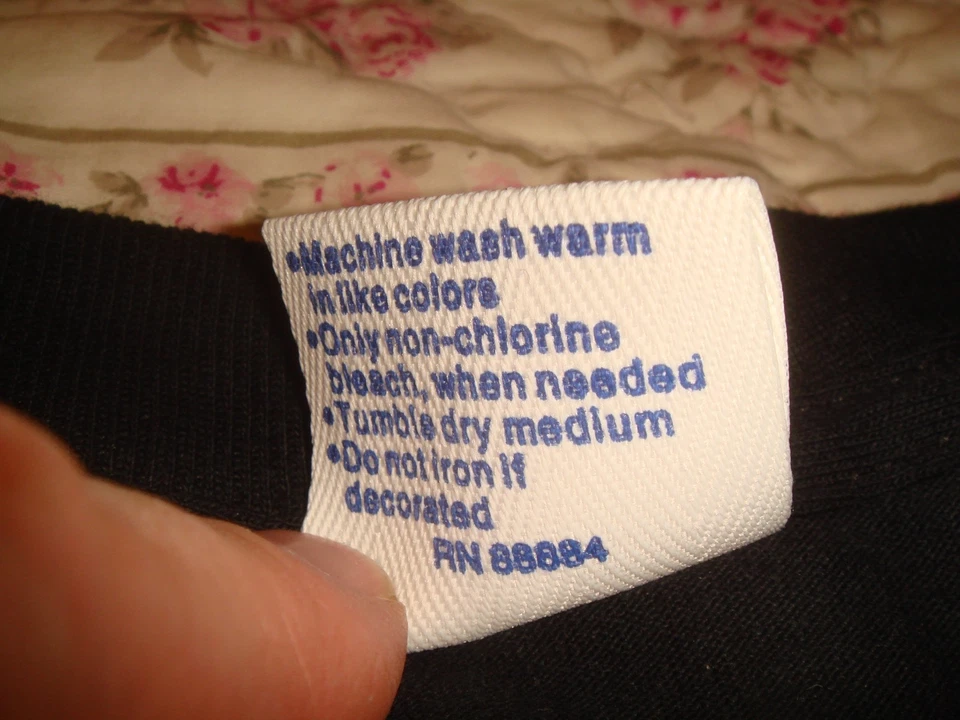 •Machine wash warm
in like colors
•Only non-chlorine
bleach, when needed
•Tumble dry medium
•Do not iron if
decorated
RN